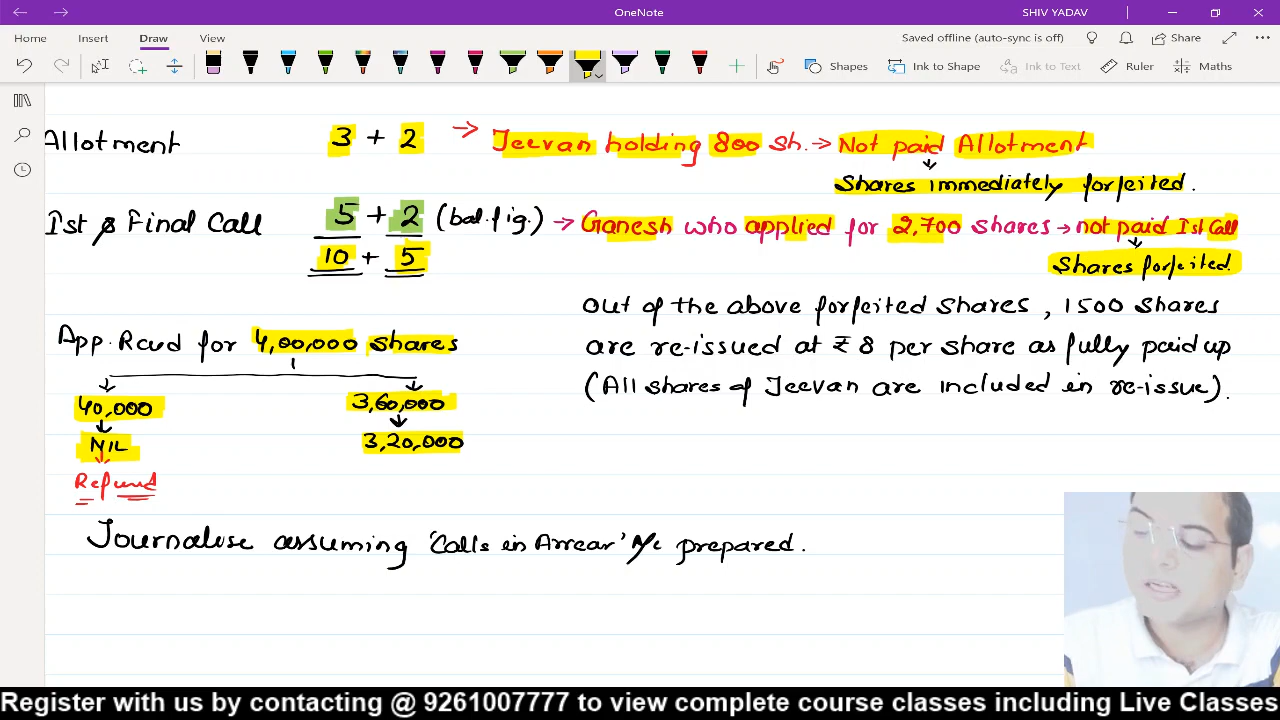 OneNote
SHIV YADAV
Home Insert Draw View
Saved offline (auto-sync is off)
Share
Shapes
Ink to Shape
Ink to Text
Ruler
Maths
Allotment 3 + 2 → Jeevan holding 800 sh. → Not paid Allotment
Shares immediately forfeited.
Ist & Final Call 5 + 2 (bal. fig.) → Ganesh who applied for 2,700 shares → not paid Ist Call
10 + 5
Shares forfeited.
out of the above forfeited shares, 1500 shares
are re-issued at ₹ 8 per share as fully paid up
(All shares of Jeevan are included in re-issue).
App. Rcvd for 4,00,000 shares
40,000 3,60,000
NIL 3,20,000
Refund
Journalise assuming 'Calls in Arrear' A/c prepared.
Register with us by contacting @ 9261007777 to view complete course classes including Live Classes